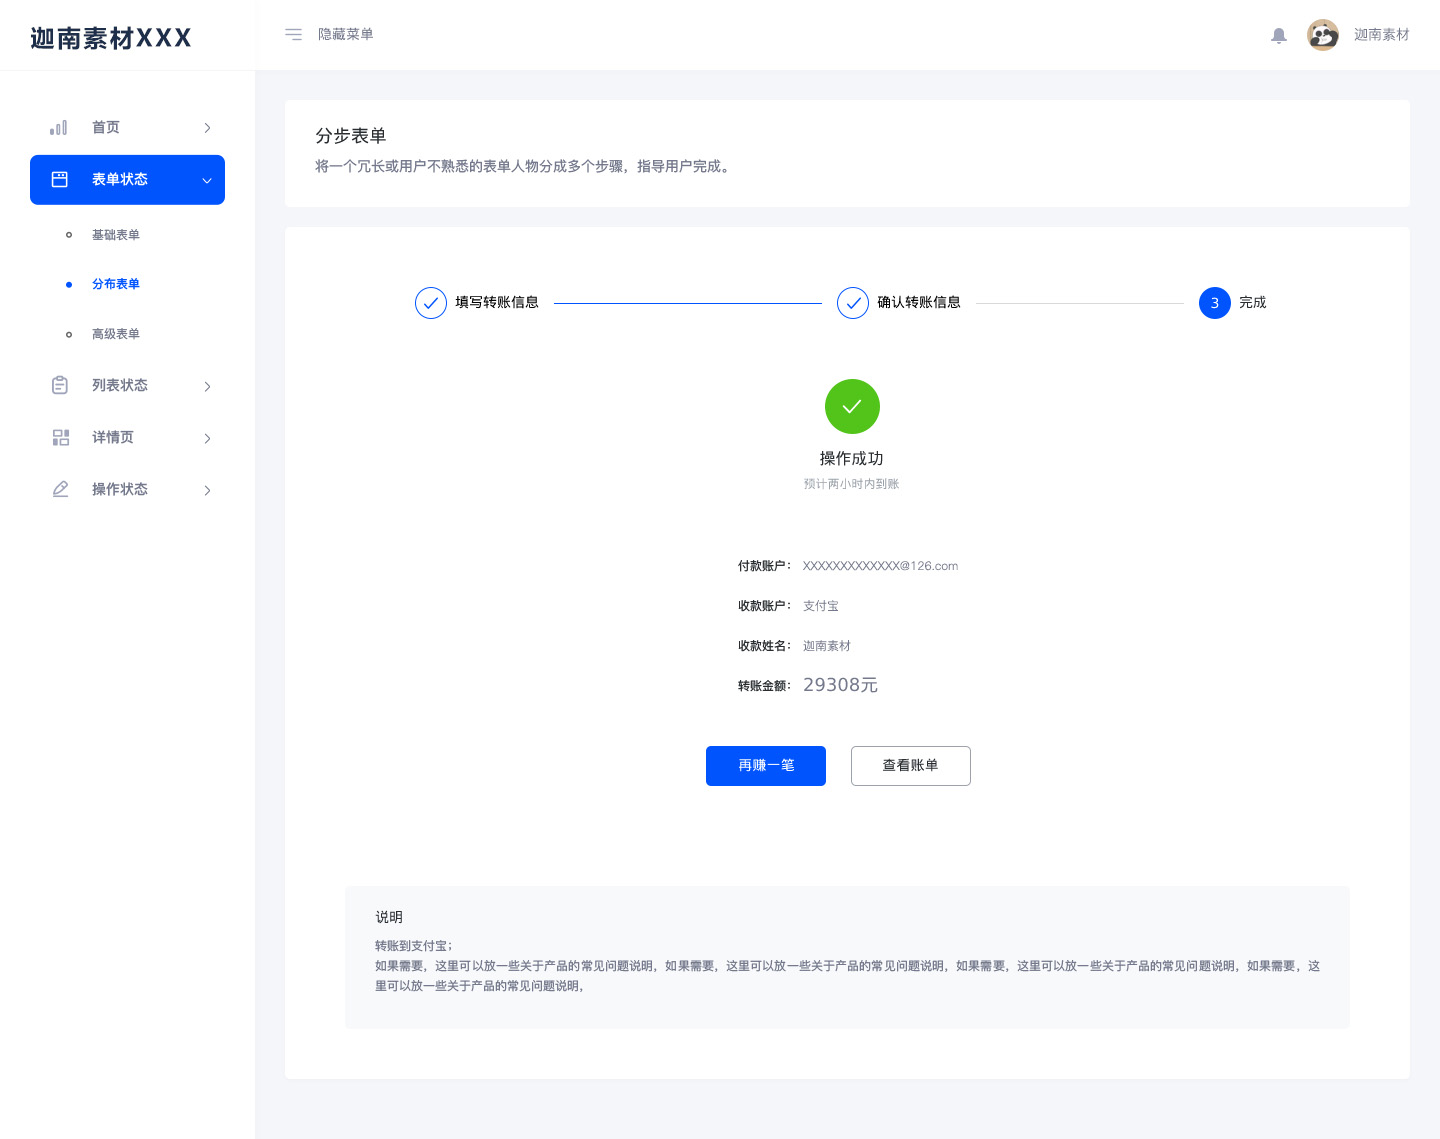 迦南素材XXX
隐藏菜单
迦南素材
首页
表单状态
基础表单
分布表单
高级表单
列表状态
详情页
操作状态
分步表单
将一个冗长或用户不熟悉的表单人物分成多个步骤，指导用户完成。
填写转账信息
确认转账信息
3 完成
操作成功
预计两小时内到账
付款账户： XXXXXXXXXXXXX@126.com
收款账户： 支付宝
收款姓名： 迦南素材
转账金额： 29308元
再赚一笔
查看账单
说明
转账到支付宝；
如果需要，这里可以放一些关于产品的常见问题说明，如果需要，这里可以放一些关于产品的常见问题说明，如果需要，这里可以放一些关于产品的常见问题说明，如果需要，这
里可以放一些关于产品的常见问题说明，